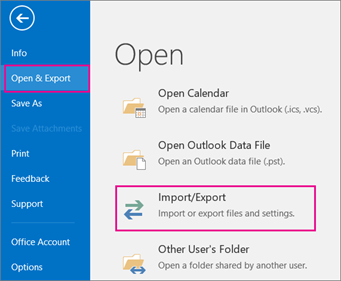 Info
Open & Export
Save As
Save Attachments
Print
Feedback
Support
Office Account
Options
Open
Open Calendar
Open a calendar file in Outlook (.ics, .vcs).
Open Outlook Data File
Open an Outlook data file (.pst).
Import/Export
Import or export files and settings.
Other User's Folder
Open a folder shared by another user.